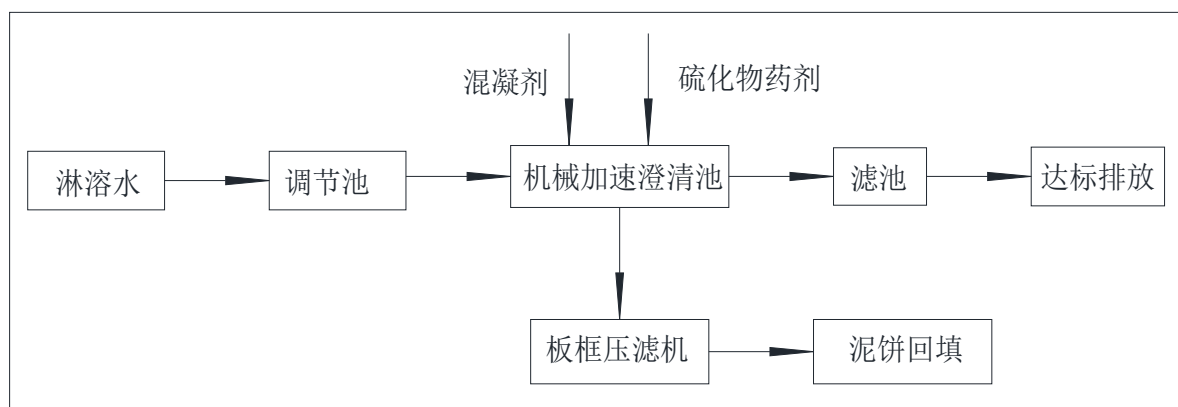 混凝剂
硫化物药剂
淋溶水
调节池
机械加速澄清池
滤池
达标排放
板框压滤机
泥饼回填